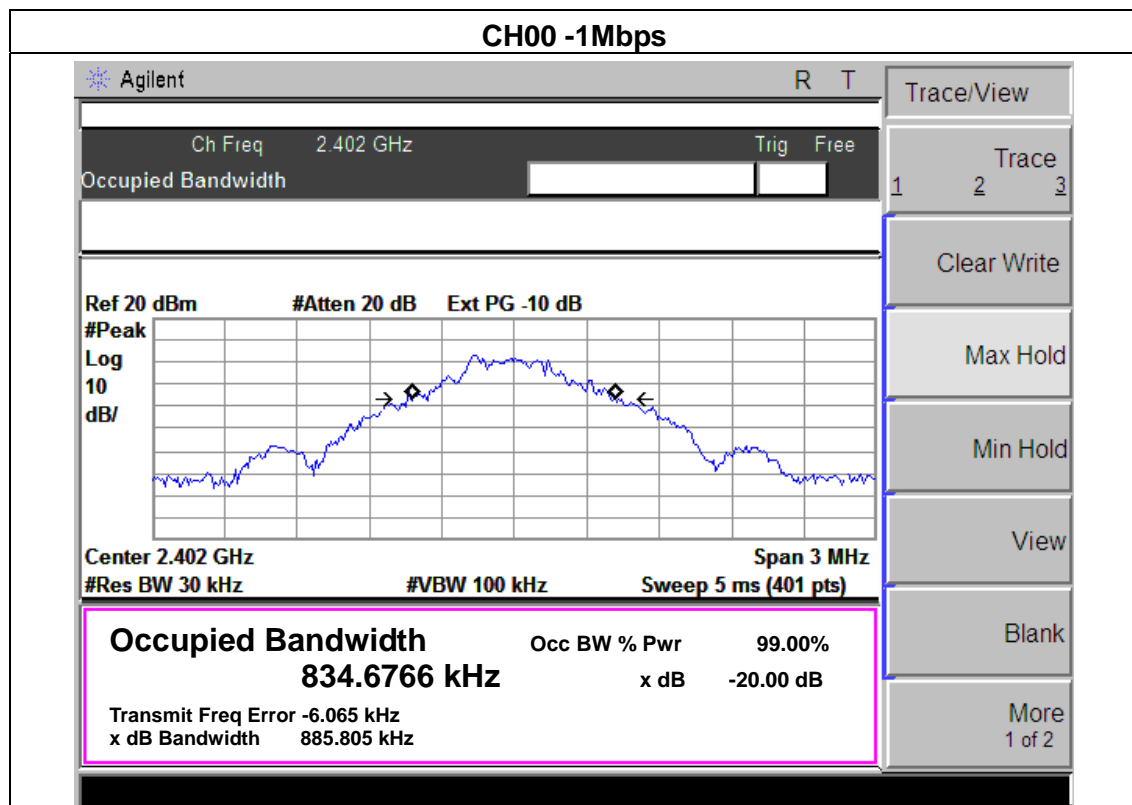 CH00 -1Mbps
Agilent R T
Ch Freq 2.402 GHz Trig Free
Occupied Bandwidth
Ref 20 dBm #Atten 20 dB Ext PG -10 dB
#Peak
Log
10
dB/
Center 2.402 GHz Span 3 MHz
#Res BW 30 kHz #VBW 100 kHz Sweep 5 ms (401 pts)
Occupied Bandwidth Occ BW % Pwr 99.00%
834.6766 kHz x dB -20.00 dB
Transmit Freq Error -6.065 kHz
x dB Bandwidth 885.805 kHz
Trace/View
Trace
1 2 3
Clear Write
Max Hold
Min Hold
View
Blank
More
1 of 2